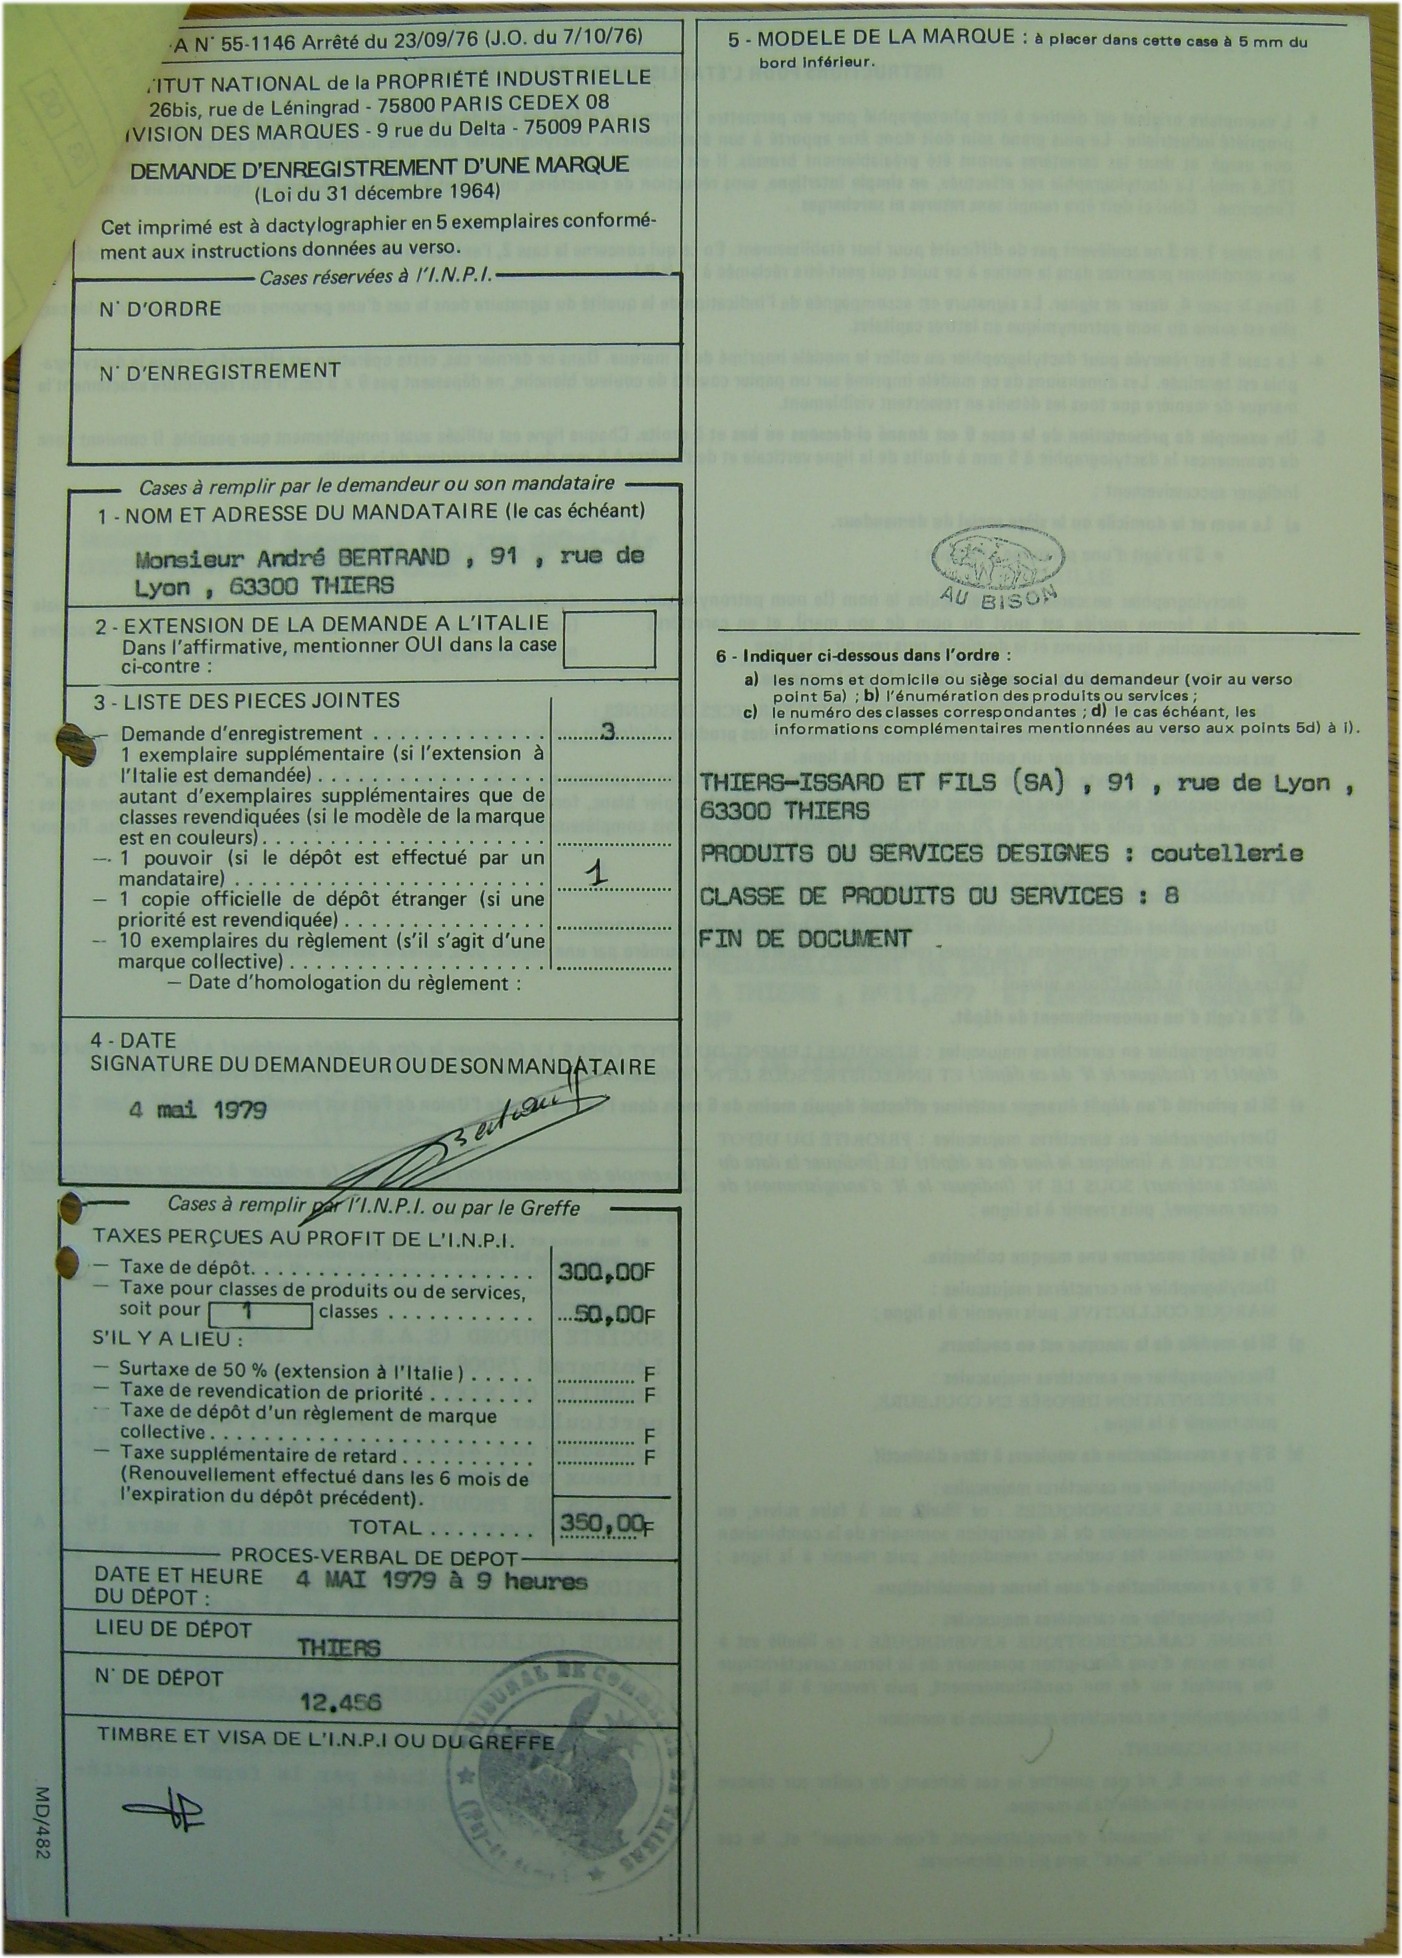 A N° 55-1146 Arrêté du 23/09/76 (J.O. du 7/10/76)
TITUT NATIONAL de la PROPRIÉTÉ INDUSTRIELLE
26bis, rue de Léningrad - 75800 PARIS CEDEX 08
IVISION DES MARQUES - 9 rue du Delta - 75009 PARIS
DEMANDE D'ENREGISTREMENT D'UNE MARQUE
(Loi du 31 décembre 1964)
Cet imprimé est à dactylographier en 5 exemplaires conformé-
ment aux instructions données au verso.
Cases réservées à l'I.N.P.I.
N° D'ORDRE
N° D'ENREGISTREMENT
Cases à remplir par le demandeur ou son mandataire
1 - NOM ET ADRESSE DU MANDATAIRE (le cas échéant)
Monsieur André BERTRAND , 91 , rue de
Lyon , 63300 THIERS
2 - EXTENSION DE LA DEMANDE A L'ITALIE
Dans l'affirmative, mentionner OUI dans la case
ci-contre :
3 - LISTE DES PIECES JOINTES
— Demande d'enregistrement . . . . . . . . . . . . . 3
1 exemplaire supplémentaire (si l'extension à
l'Italie est demandée) . . . . . . . . . . . . . . . . .
autant d'exemplaires supplémentaires que de
classes revendiquées (si le modèle de la marque
est en couleurs) . . . . . . . . . . . . . . . . . . . . .
— 1 pouvoir (si le dépôt est effectué par un
mandataire) . . . . . . . . . . . . . . . . . . . . . . . 1
— 1 copie officielle de dépôt étranger (si une
priorité est revendiquée) . . . . . . . . . . . . . . .
-- 10 exemplaires du règlement (s'il s'agit d'une
marque collective) . . . . . . . . . . . . . . . . . . .
— Date d'homologation du règlement :
4 - DATE
SIGNATURE DU DEMANDEUR OU DE SON MANDATAIRE
4 mai 1979
Bertrand
Cases à remplir par l'I.N.P.I. ou par le Greffe
TAXES PERÇUES AU PROFIT DE L'I.N.P.I.
— Taxe de dépôt. . . . . . . . . . . . . . . . . . . . 300,00F
— Taxe pour classes de produits ou de services,
soit pour 1 classes . . . . . . . . . . . 50,00F
S'IL Y A LIEU :
— Surtaxe de 50 % (extension à l'Italie ) . . . . . F
— Taxe de revendication de priorité . . . . . . . . F
-- Taxe de dépôt d'un règlement de marque
collective . . . . . . . . . . . . . . . . . . . . . . . . F
— Taxe supplémentaire de retard . . . . . . . . . . F
(Renouvellement effectué dans les 6 mois de
l'expiration du dépôt précédent).
TOTAL . . . . . . . . 350,00F
PROCES-VERBAL DE DÉPOT
DATE ET HEURE 4 MAI 1979 à 9 heures
DU DÉPOT :
LIEU DE DÉPOT
THIERS
N° DE DÉPOT
12.456
TIMBRE ET VISA DE L'I.N.P.I OU DU GREFFE
TRIBUNAL DE COMMERCE DE THIERS
MD/482
5 - MODELE DE LA MARQUE : à placer dans cette case à 5 mm du
bord inférieur.
AU BISON
6 - Indiquer ci-dessous dans l'ordre :
a) les noms et domicile ou siège social du demandeur (voir au verso
point 5a) ; b) l'énumération des produits ou services ;
c) le numéro des classes correspondantes ; d) le cas échéant, les
informations complémentaires mentionnées au verso aux points 5d) à i).
THIERS-ISSARD ET FILS (SA) , 91 , rue de Lyon ,
63300 THIERS
PRODUITS OU SERVICES DESIGNES : coutellerie
CLASSE DE PRODUITS OU SERVICES : 8
FIN DE DOCUMENT